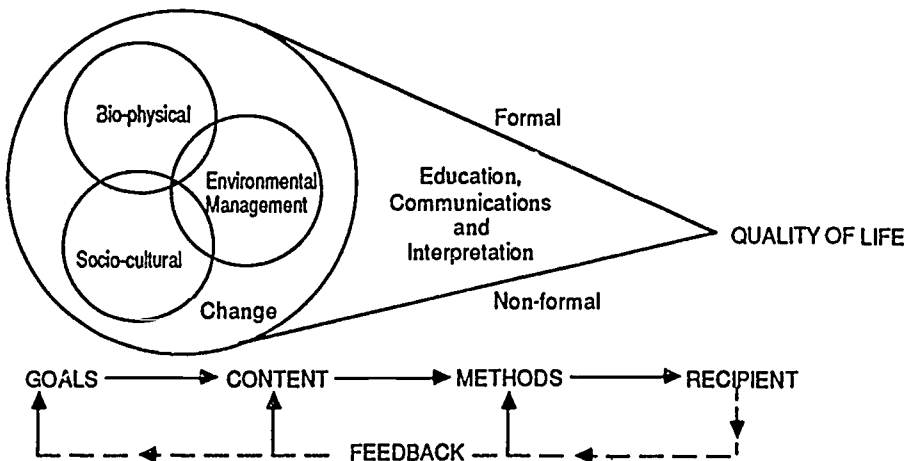 Bio-physical
Formal
Environmental
Management
Education,
Communications
and
Interpretation
QUALITY OF LIFE
Socio-cultural
Non-formal
Change
GOALS CONTENT METHODS RECIPIENT
FEEDBACK